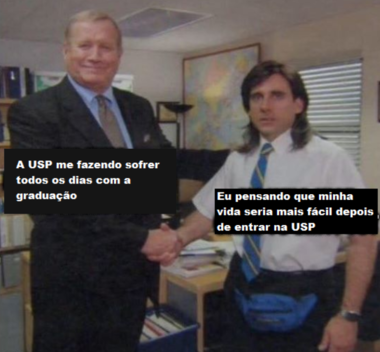 A USP me fazendo sofrer
todos os dias com a
graduação
Eu pensando que minha
vida seria mais fácil depois
de entrar na USP